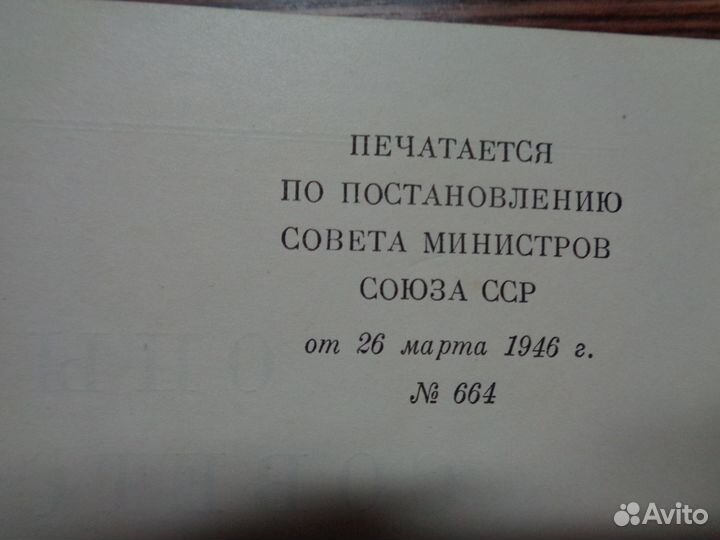 ПЕЧАТАЕТСЯ
ПО ПОСТАНОВЛЕНИЮ
СОВЕТА МИНИСТРОВ
СОЮЗА ССР
от 26 марта 1946 г.
№ 664
Avito